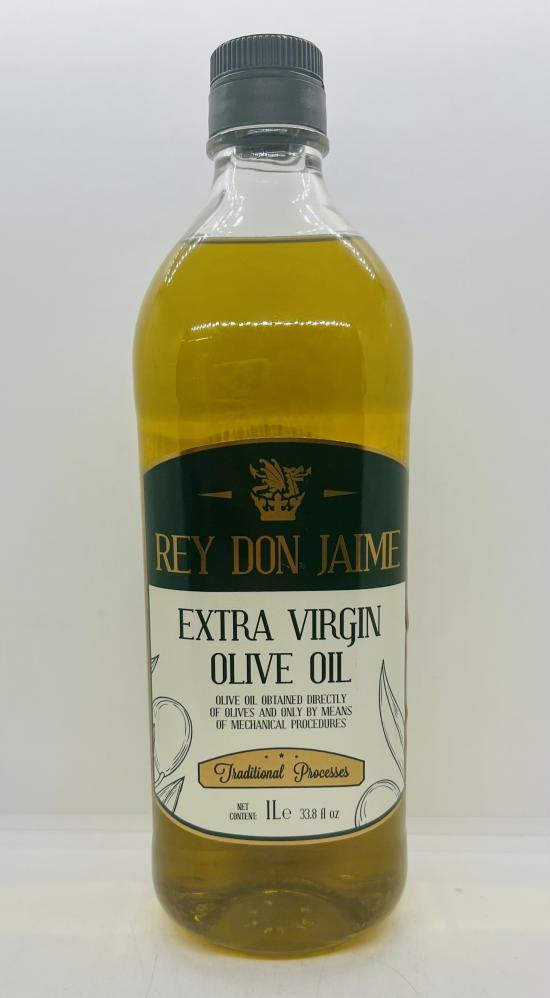 REY DON JAIME
EXTRA VIRGIN
OLIVE OIL
OLIVE OIL OBTAINED DIRECTLY
OF OLIVES AND ONLY BY MEANS
OF MECHANICAL PROCEDURES
Traditional Processes
NET
CONTENT: 1L℮ 33.8 fl oz